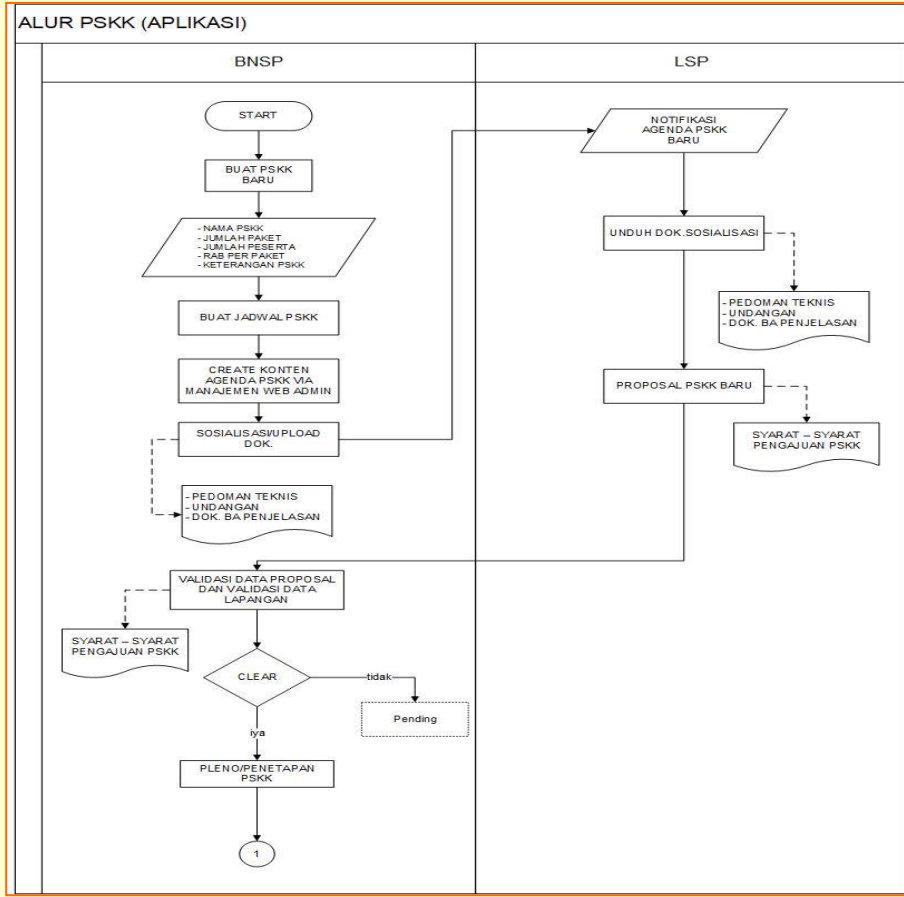 ALUR PSKK (APLIKASI)
BNSP
LSP
START
BUAT PSKK
BARU
- NAMA PSKK
- JUMLAH PAKET
- JUMLAH PESERTA
- RAB PER PAKET
- KETERANGAN PSKK
BUAT JADWAL PSKK
CREATE KONTEN
AGENDA PSKK VIA
MANAJEMEN WEB ADMIN
SOSIALISASI/UPLOAD
DOK.
- PEDOMAN TEKNIS
- UNDANGAN
- DOK. BA PENJELASAN
NOTIFIKASI
AGENDA PSKK
BARU
UNDUH DOK.SOSIALISASI
- PEDOMAN TEKNIS
- UNDANGAN
- DOK. BA PENJELASAN
PROPOSAL PSKK BARU
SYARAT – SYARAT
PENGAJUAN PSKK
VALIDASI DATA PROPOSAL
DAN VALIDASI DATA
LAPANGAN
SYARAT – SYARAT
PENGAJUAN PSKK
CLEAR
tidak
Pending
iya
PLENO/PENETAPAN
PSKK
1